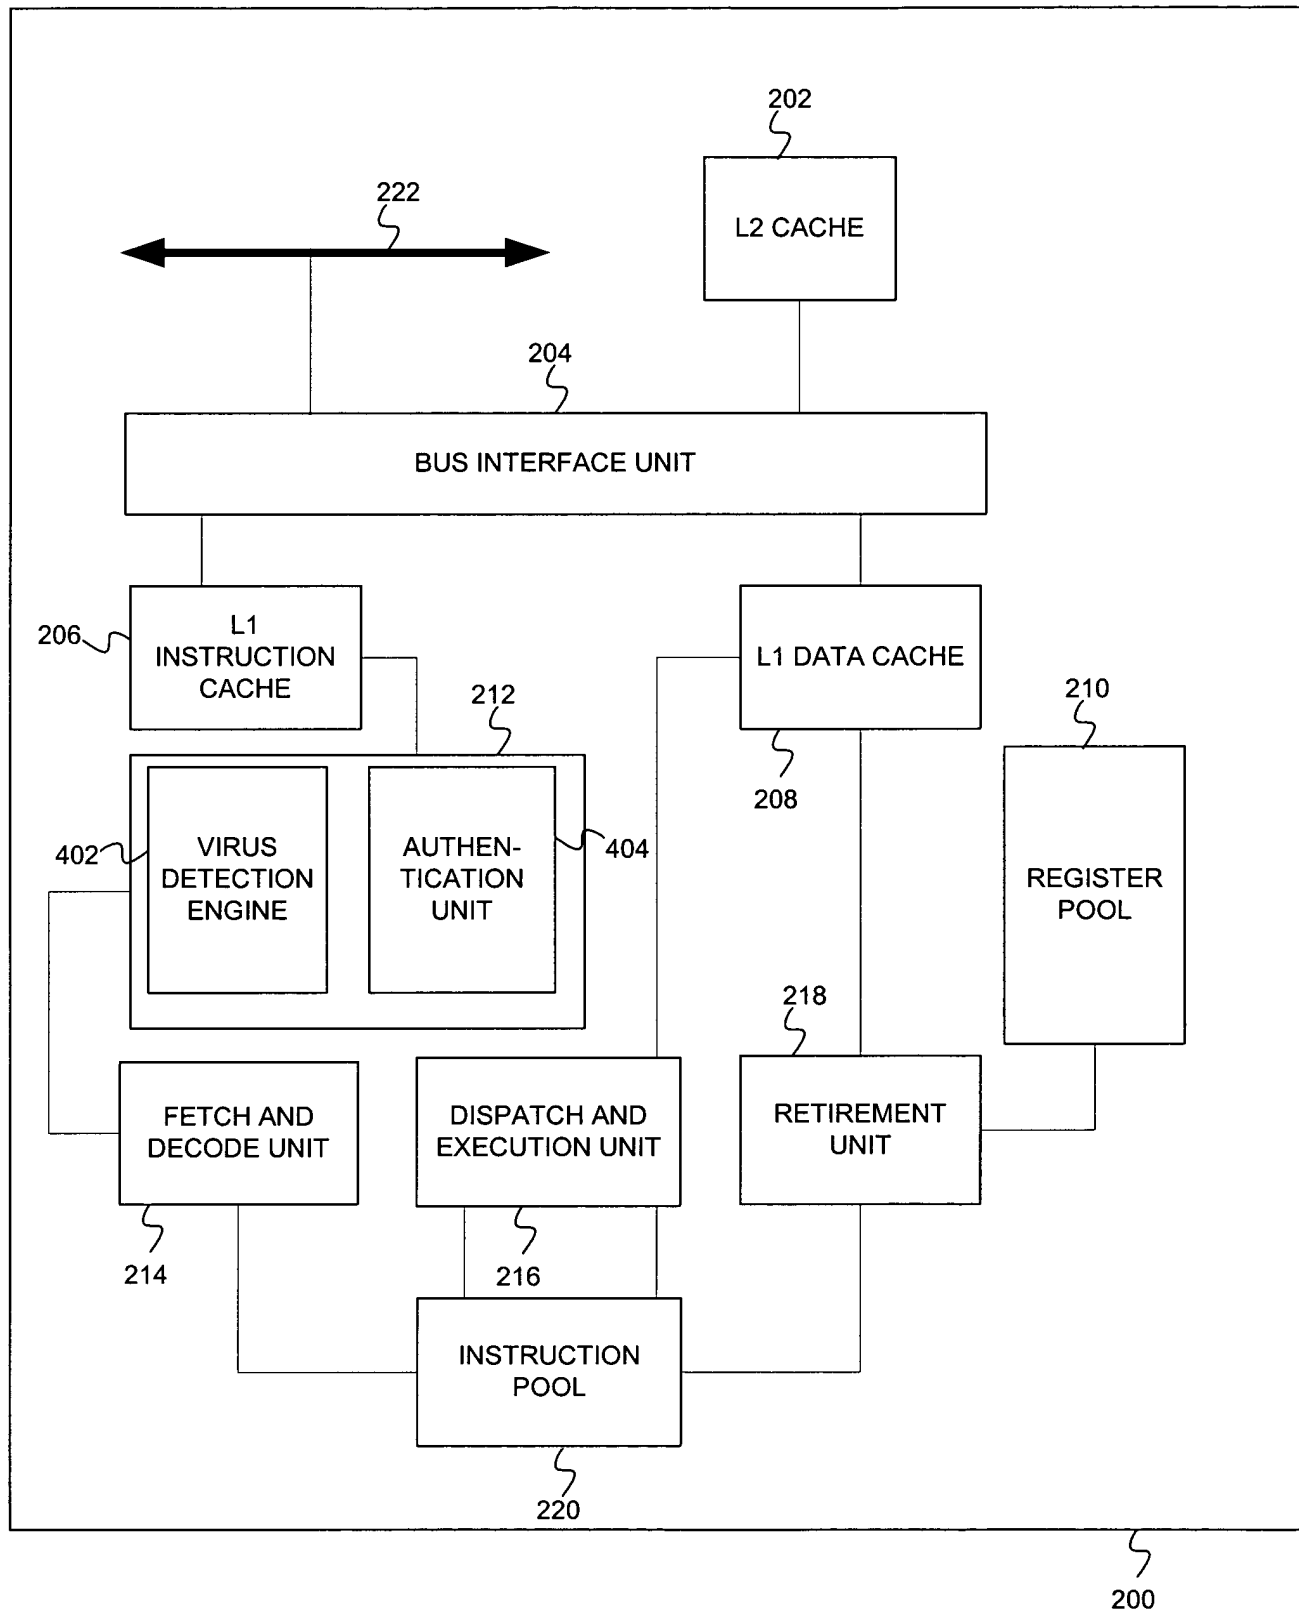 202
222
L2 CACHE
204
BUS INTERFACE UNIT
206
L1
INSTRUCTION
CACHE
L1 DATA CACHE
212
210
208
402
VIRUS
DETECTION
ENGINE
AUTHEN-
TICATION
UNIT
404
REGISTER
POOL
218
FETCH AND
DECODE UNIT
DISPATCH AND
EXECUTION UNIT
RETIREMENT
UNIT
214
216
INSTRUCTION
POOL
220
200